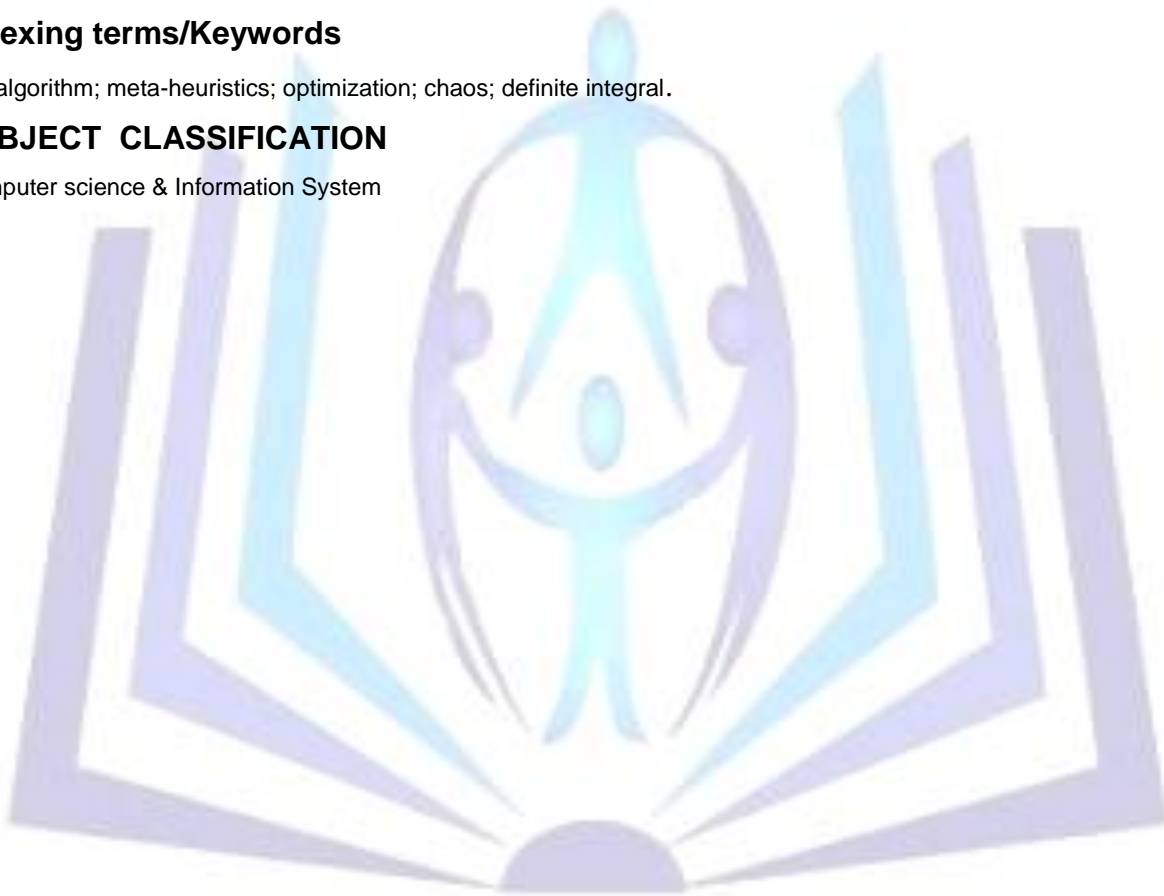 exing terms/Keywords
algorithm; meta-heuristics; optimization; chaos; definite integral.
BJECT CLASSIFICATION
puter science & Information System